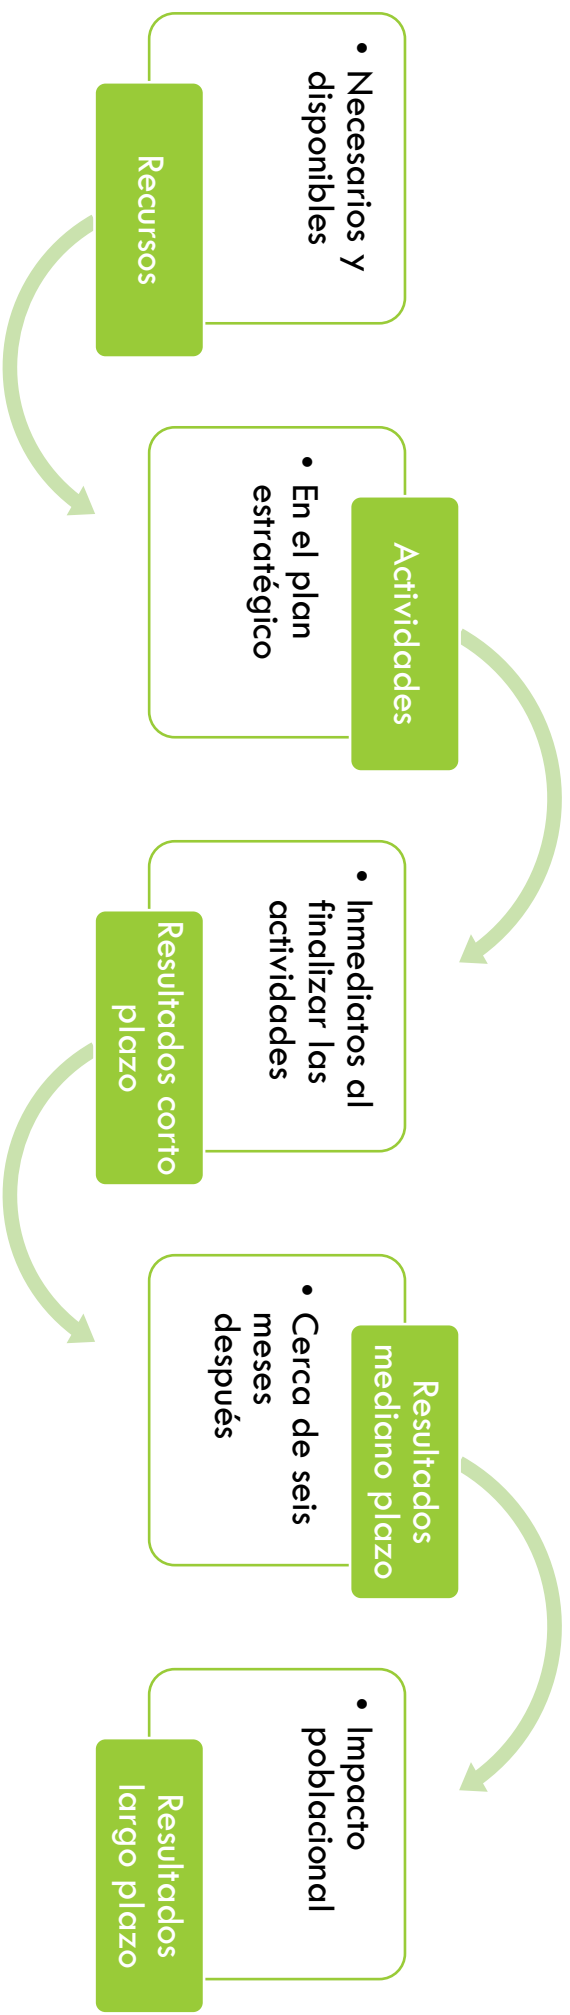 • Necesarios y
disponibles
Recursos
Actividades
• En el plan
estratégico
• Inmediatos al
finalizar las
actividades
Resultados corto
plazo
Resultados
mediano plazo
• Cerca de seis
meses
después
• Impacto
poblacional
Resultados
largo plazo